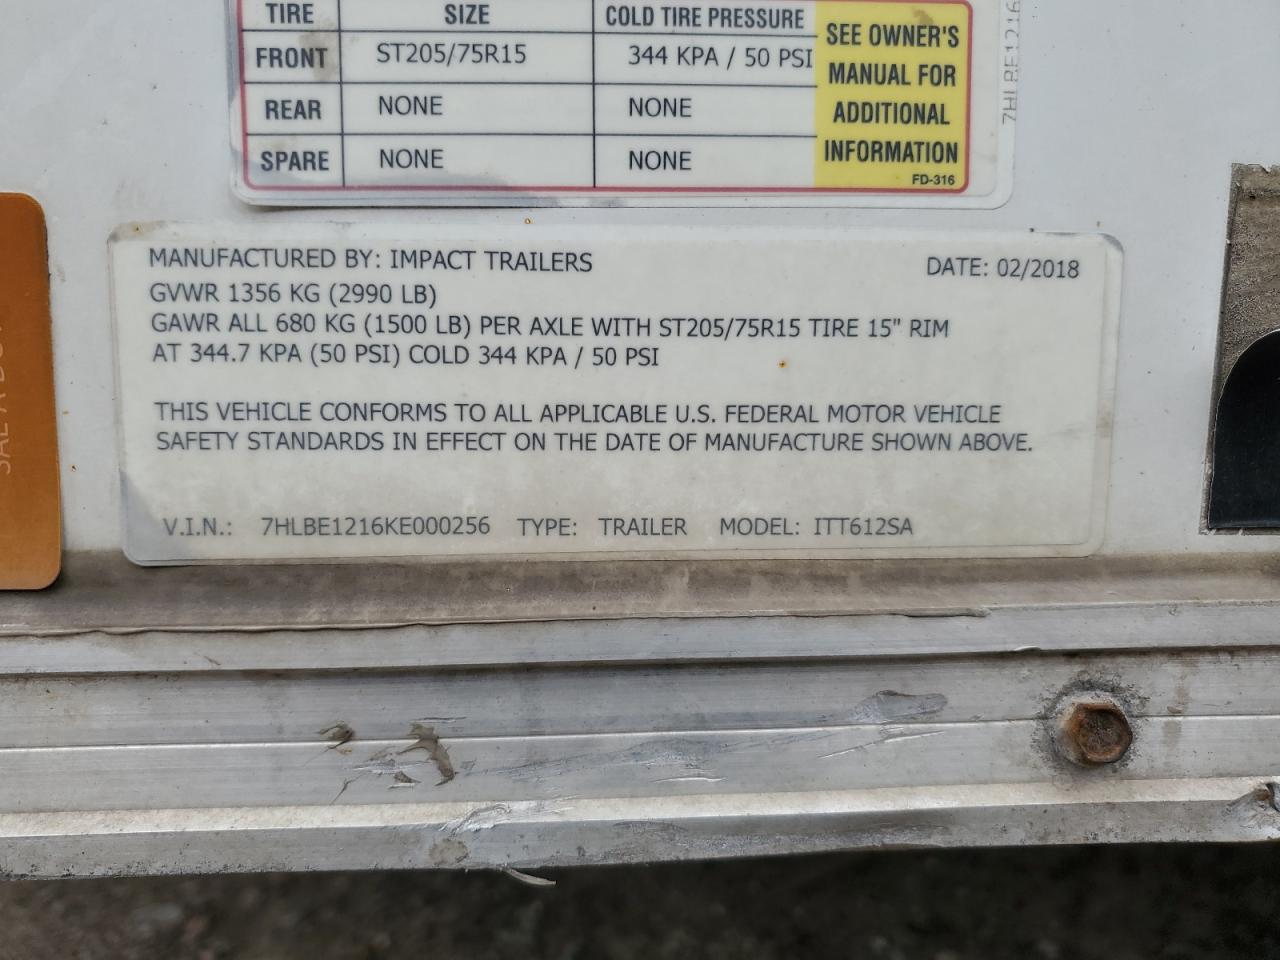 TIRE SIZE COLD TIRE PRESSURE
FRONT ST205/75R15 344 KPA / 50 PSI
REAR NONE NONE
SPARE NONE NONE
SEE OWNER'S
MANUAL FOR
ADDITIONAL
INFORMATION
FD-316
7HLBE1216
MANUFACTURED BY: IMPACT TRAILERS DATE: 02/2018
GVWR 1356 KG (2990 LB)
GAWR ALL 680 KG (1500 LB) PER AXLE WITH ST205/75R15 TIRE 15" RIM
AT 344.7 KPA (50 PSI) COLD 344 KPA / 50 PSI
THIS VEHICLE CONFORMS TO ALL APPLICABLE U.S. FEDERAL MOTOR VEHICLE
SAFETY STANDARDS IN EFFECT ON THE DATE OF MANUFACTURE SHOWN ABOVE.
V.I.N.: 7HLBE1216KE000256 TYPE: TRAILER MODEL: ITT612SA